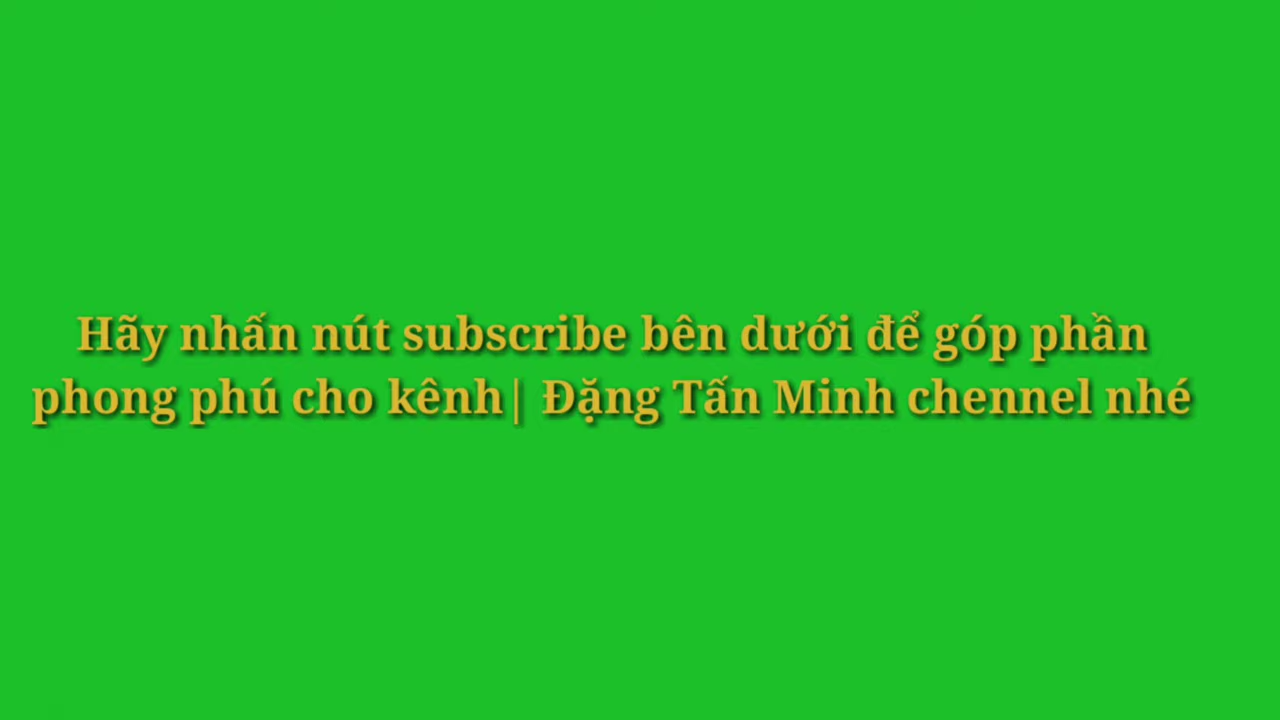 Hãy nhấn nút subscribe bên dưới để góp phần
phong phú cho kênh| Đặng Tấn Minh chennel nhé